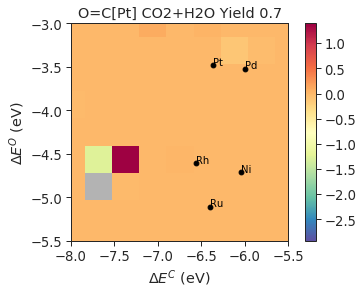 O=C[Pt] CO2+H2O Yield 0.7
−3.0
−3.5
−4.0
−4.5
−5.0
−5.5
ΔE^O (eV)
Pt
Pd
Rh
Ni
Ru
−8.0 −7.5 −7.0 −6.5 −6.0 −5.5
ΔE^C (eV)
1.0
0.5
0.0
−0.5
−1.0
−1.5
−2.0
−2.5